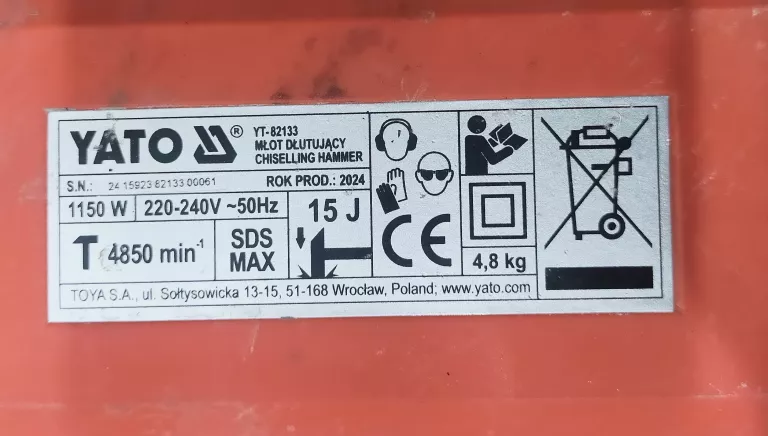 YATO ® YT-82133
MŁOT DŁUTUJĄCY
CHISELLING HAMMER
S.N.: 24 15923 82133 00061 ROK PROD.: 2024
1150 W 220-240V ~50Hz 15 J
T 4850 min⁻¹ SDS MAX
CE 4,8 kg
TOYA S.A., ul. Sołtysowicka 13-15, 51-168 Wrocław, Poland; www.yato.com